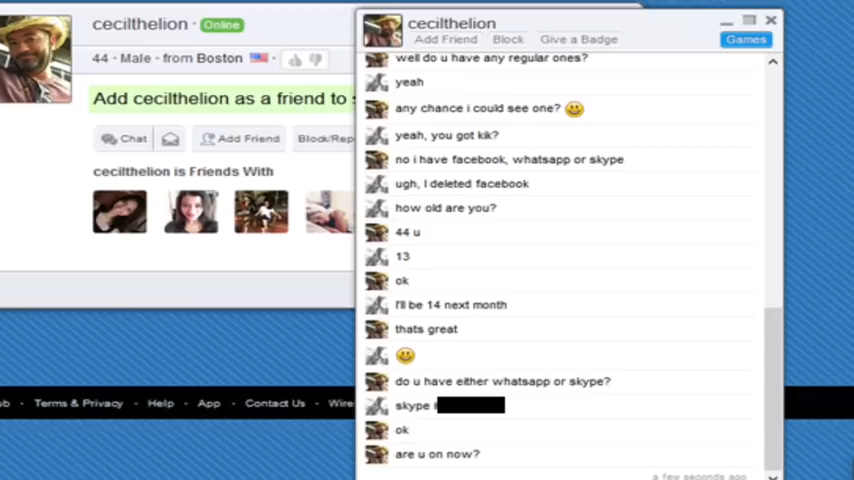 cecilthelion Online
44 - Male - from Boston
Add cecilthelion as a friend to
Chat
Add Friend
Block/Rep
cecilthelion is Friends With
Terms & Privacy - Help - App - Contact Us - Wire
cecilthelion
Add Friend Block Give a Badge
Games
well do u have any regular ones?
yeah
any chance i could see one?
yeah, you got kik?
no i have facebook, whatsapp or skype
ugh, I deleted facebook
how old are you?
44 u
13
ok
I'll be 14 next month
thats great
do u have either whatsapp or skype?
skype
ok
are u on now?
a few seconds ago